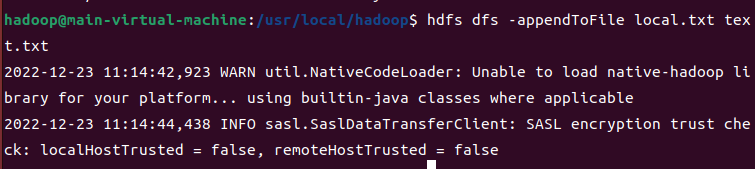 hadoop@main-virtual-machine:/usr/local/hadoop$ hdfs dfs -appendToFile local.txt tex
t.txt
2022-12-23 11:14:42,923 WARN util.NativeCodeLoader: Unable to load native-hadoop li
brary for your platform... using builtin-java classes where applicable
2022-12-23 11:14:44,438 INFO sasl.SaslDataTransferClient: SASL encryption trust che
ck: localHostTrusted = false, remoteHostTrusted = false